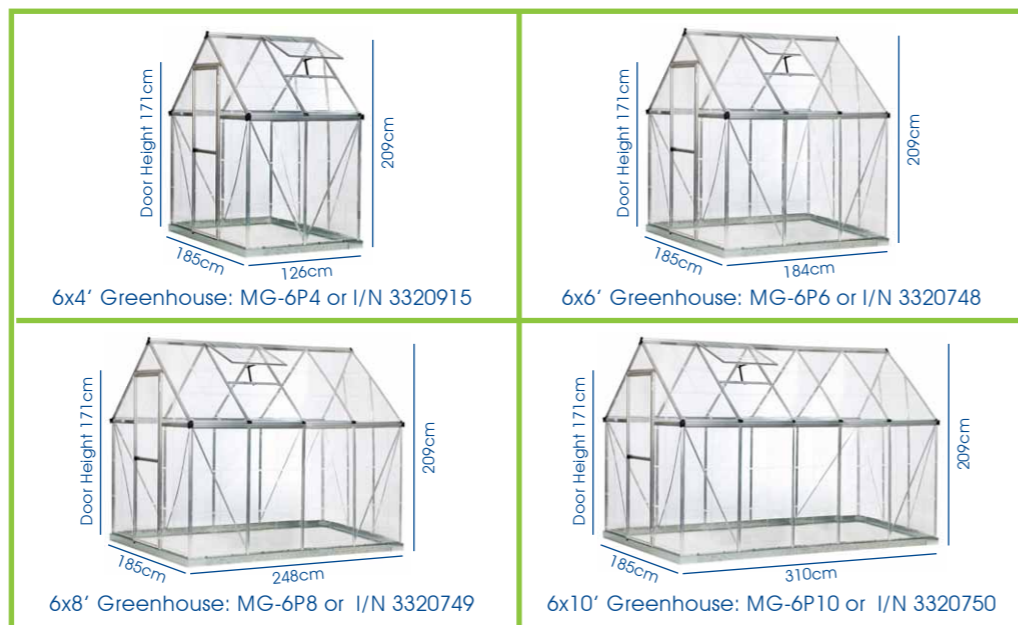 Door Height 171cm
209cm
185cm
126cm
6x4' Greenhouse: MG-6P4 or I/N 3320915
Door Height 171cm
209cm
185cm
184cm
6x6' Greenhouse: MG-6P6 or I/N 3320748
Door Height 171cm
209cm
185cm
248cm
6x8' Greenhouse: MG-6P8 or I/N 3320749
Door Height 171cm
209cm
185cm
310cm
6x10' Greenhouse: MG-6P10 or I/N 3320750